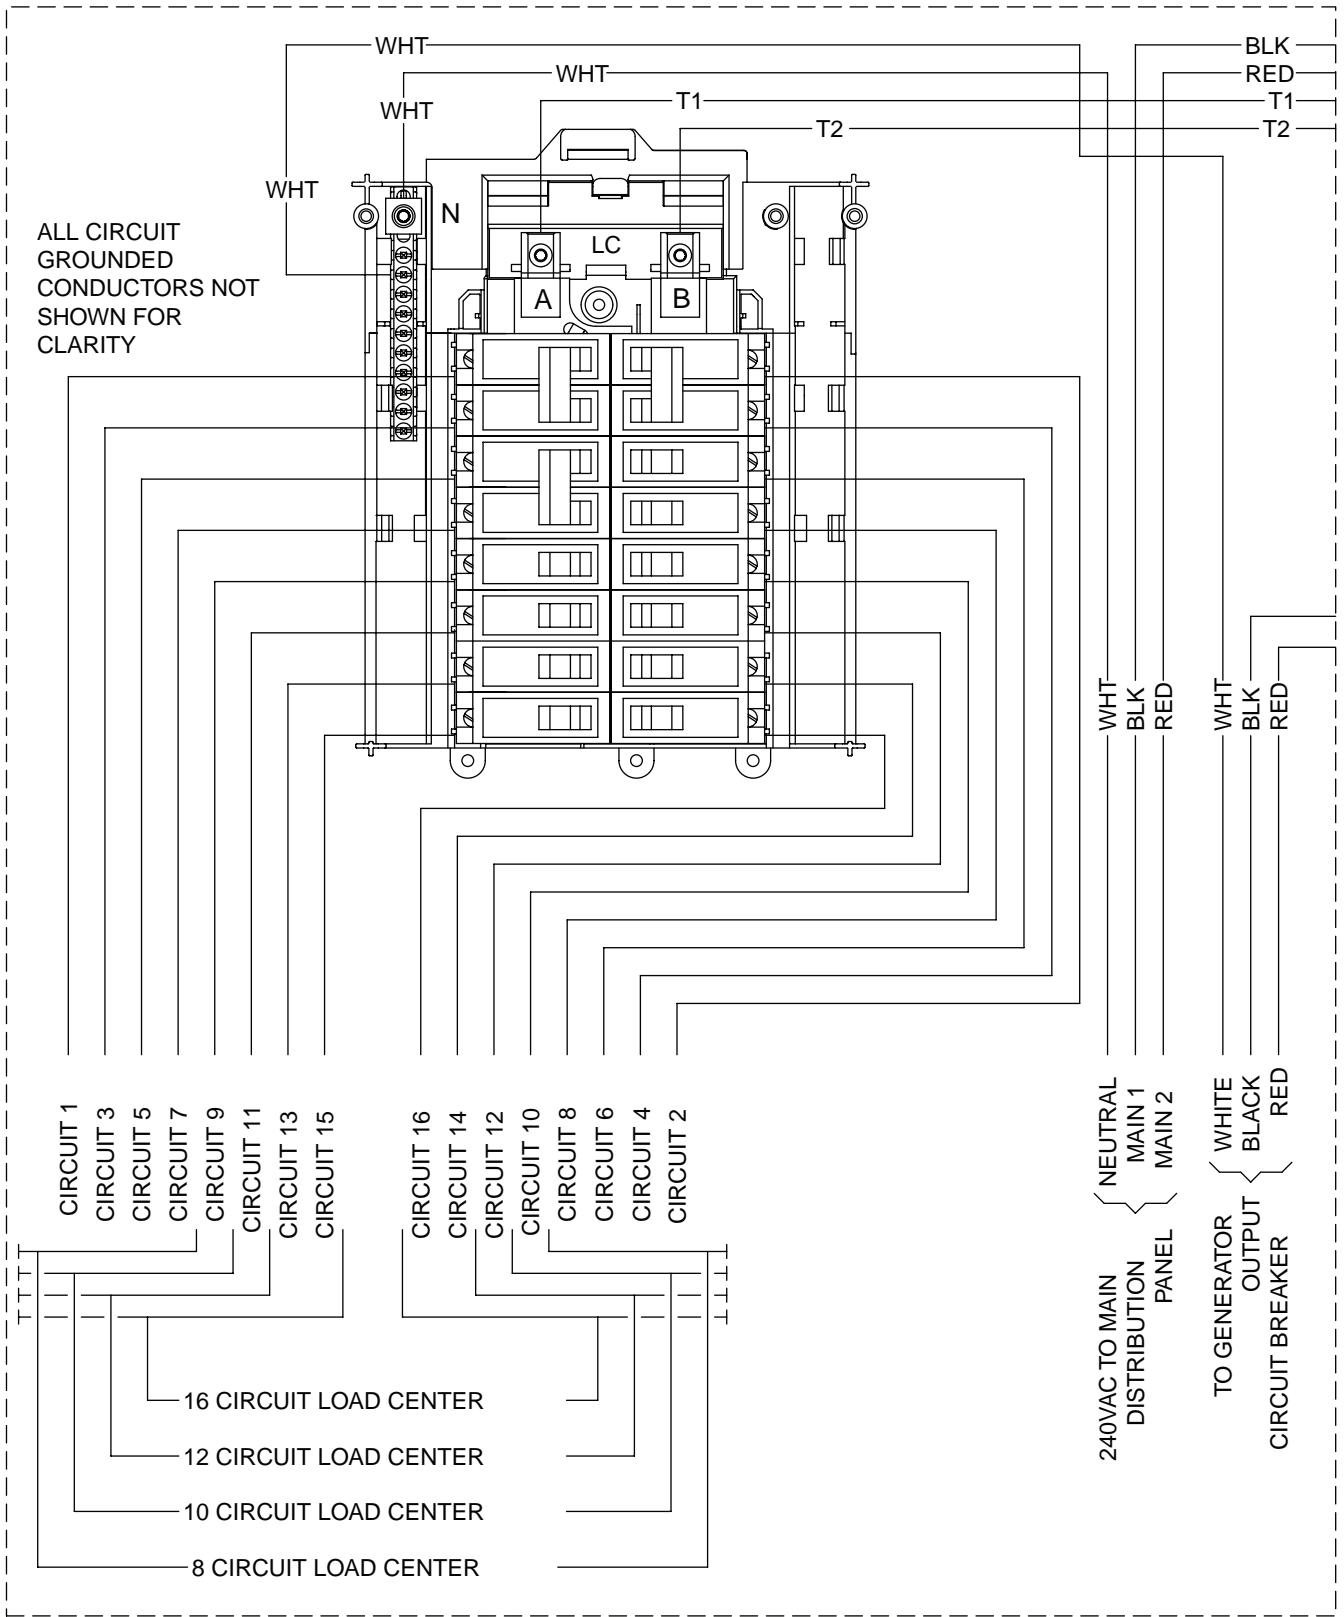 WHT
BLK
WHT
RED
WHT
T1
T1
T2
T2
WHT
N
ALL CIRCUIT
GROUNDED
CONDUCTORS NOT
SHOWN FOR
CLARITY
LC
A
B
WHT
BLK
RED
WHT
BLK
RED
CIRCUIT 1
CIRCUIT 3
CIRCUIT 5
CIRCUIT 7
CIRCUIT 9
CIRCUIT 11
CIRCUIT 13
CIRCUIT 15
CIRCUIT 16
CIRCUIT 14
CIRCUIT 12
CIRCUIT 10
CIRCUIT 8
CIRCUIT 6
CIRCUIT 4
CIRCUIT 2
NEUTRAL
MAIN 1
MAIN 2
WHITE
BLACK
RED
240VAC TO MAIN
DISTRIBUTION
PANEL
TO GENERATOR
OUTPUT
CIRCUIT BREAKER
16 CIRCUIT LOAD CENTER
12 CIRCUIT LOAD CENTER
10 CIRCUIT LOAD CENTER
8 CIRCUIT LOAD CENTER